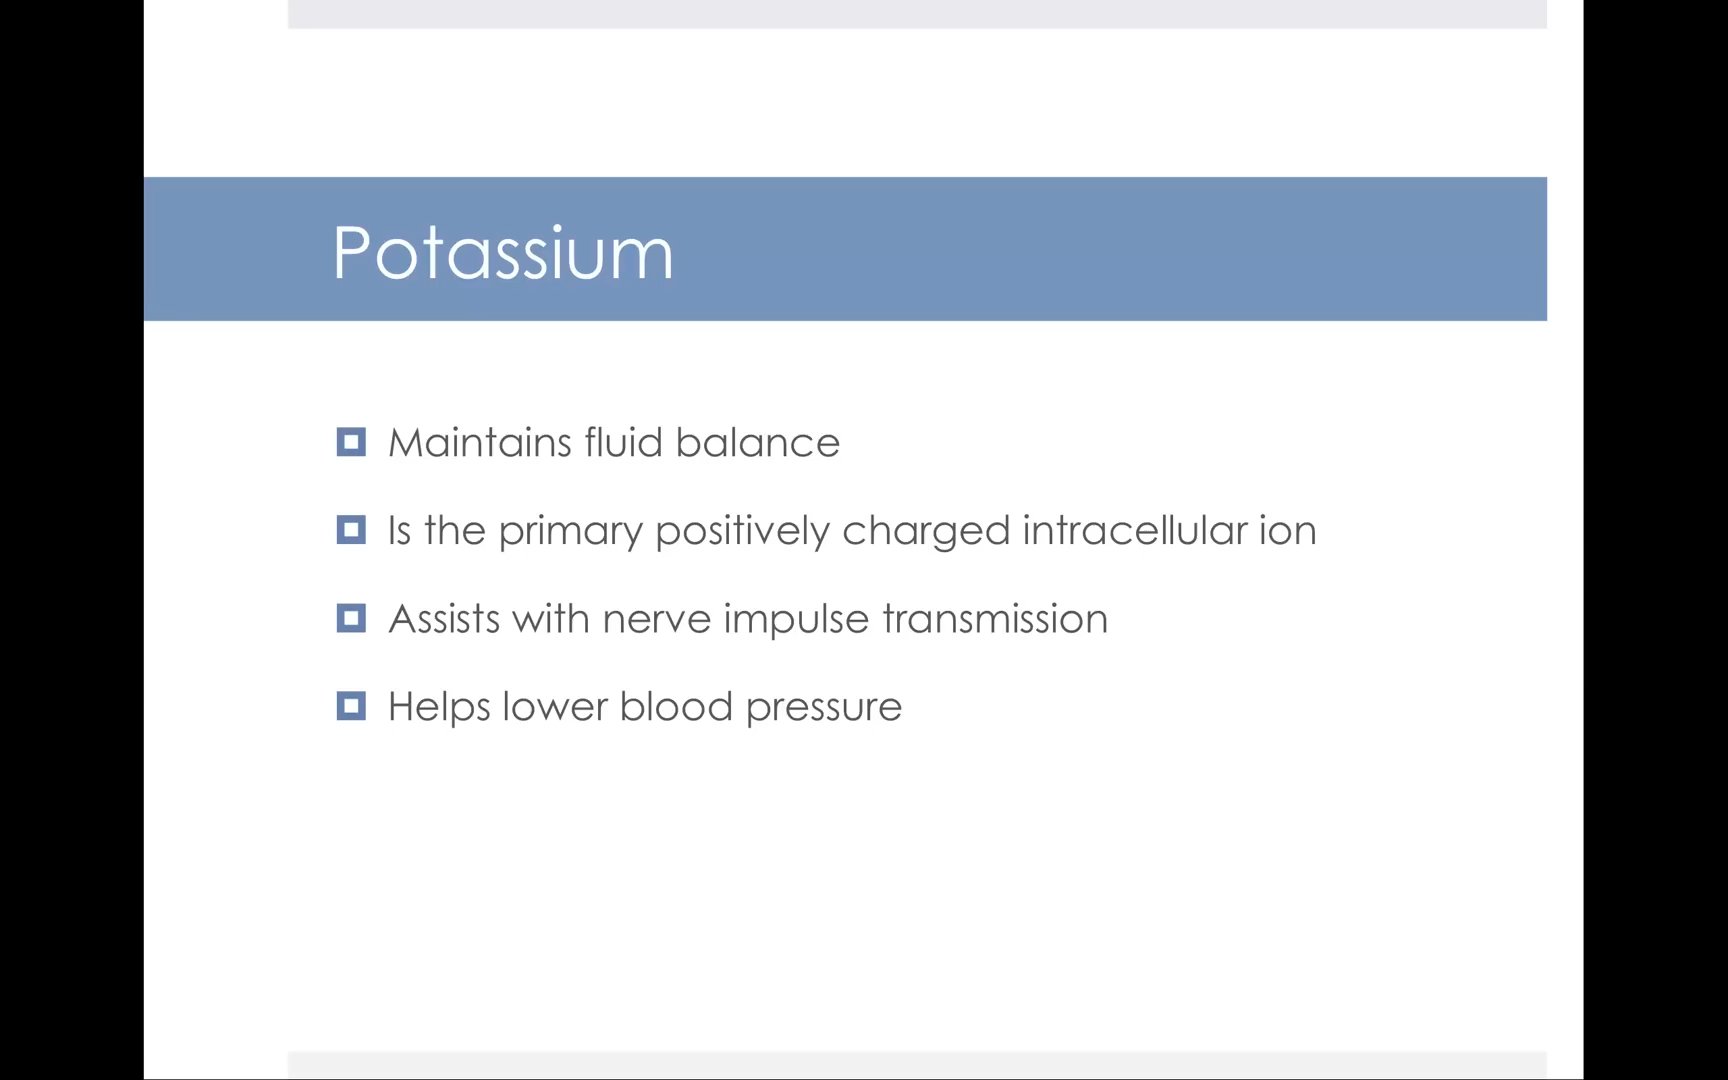 Potassium
Maintains fluid balance
Is the primary positively charged intracellular ion
Assists with nerve impulse transmission
Helps lower blood pressure